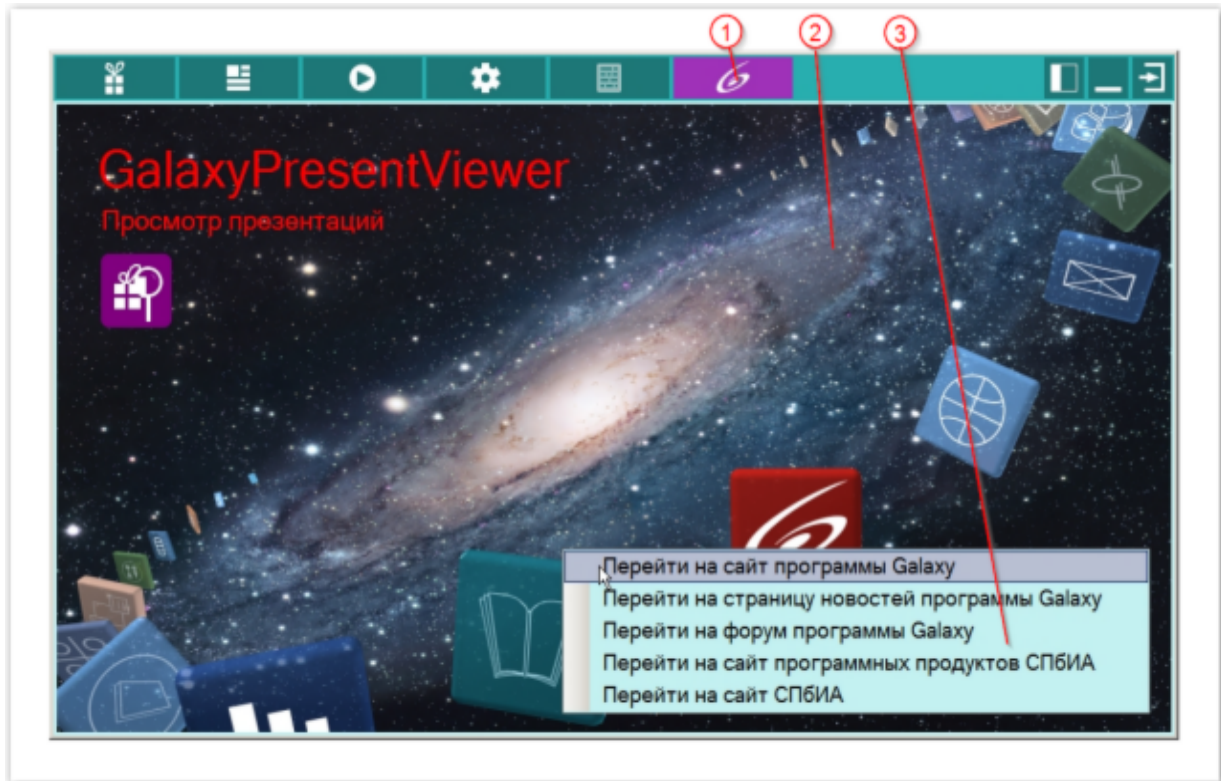 1 2 3
GalaxyPresentViewer
Просмотр презентаций
Перейти на сайт программы Galaxy
Перейти на страницу новостей программы Galaxy
Перейти на форум программы Galaxy
Перейти на сайт программных продуктов СПбИА
Перейти на сайт СПбИА